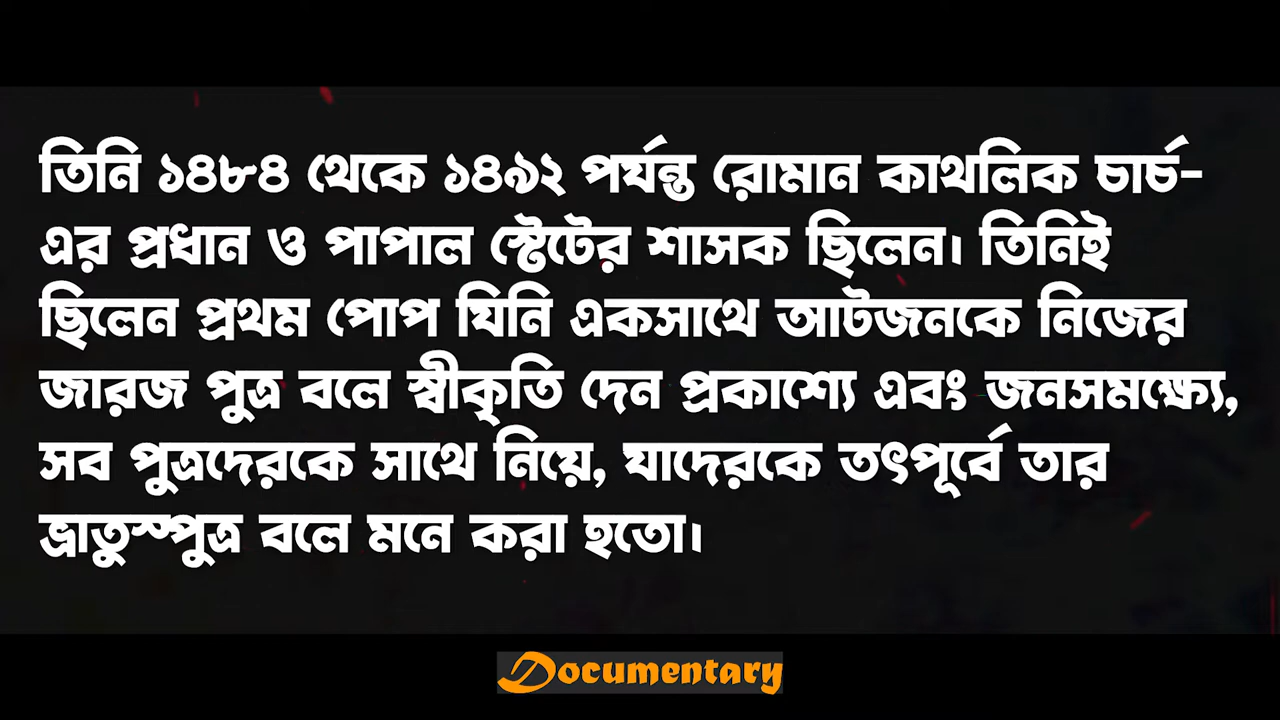 তিনি ১৪৮৪ থেকে ১৪৯২ পর্যন্ত রোমান কাথলিক চার্চ-
এর প্রধান ও পাপাল স্টেটের শাসক ছিলেন। তিনিই
ছিলেন প্রথম পোপ যিনি একসাথে আটজনকে নিজের
জারজ পুত্র বলে স্বীকৃতি দেন প্রকাশ্যে এবং জনসমক্ষ্যে,
সব পুত্রদেরকে সাথে নিয়ে, যাদেরকে তৎপূর্বে তার
ভ্রাতুস্পুত্র বলে মনে করা হতো।
Documentary